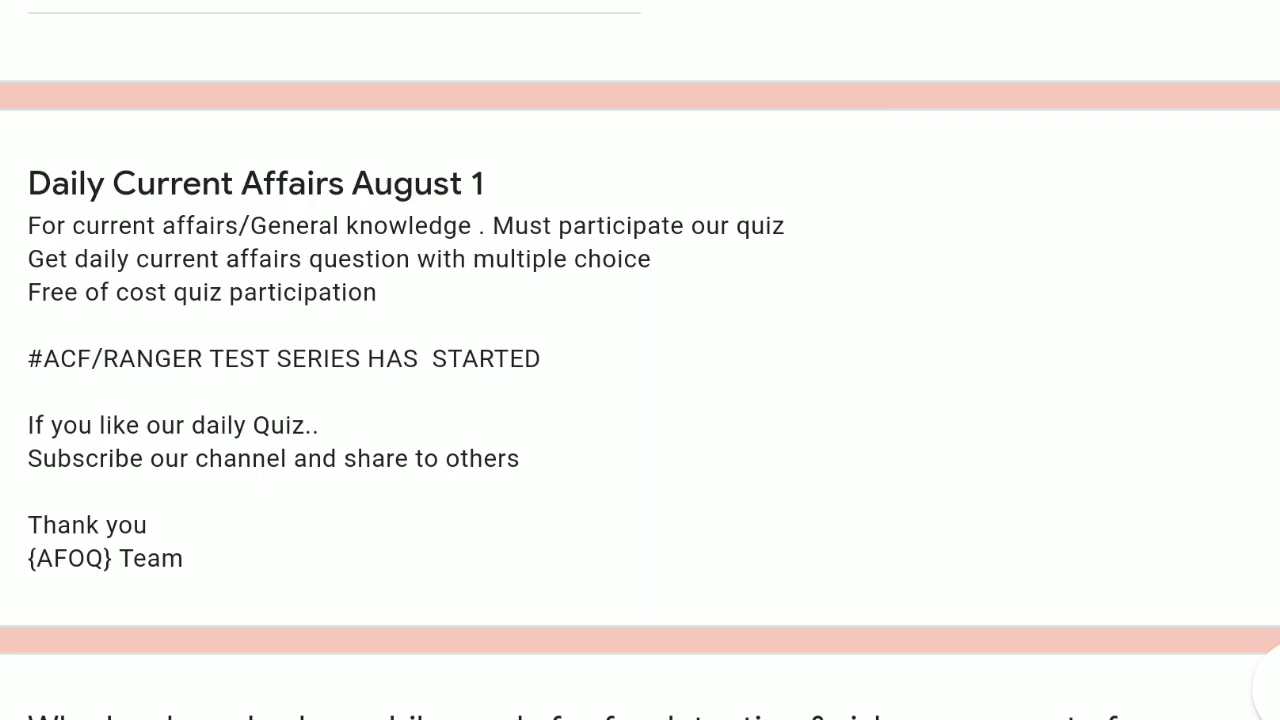 Daily Current Affairs August 1
For current affairs/General knowledge . Must participate our quiz
Get daily current affairs question with multiple choice
Free of cost quiz participation
#ACF/RANGER TEST SERIES HAS  STARTED
If you like our daily Quiz..
Subscribe our channel and share to others
Thank you
{AFOQ} Team